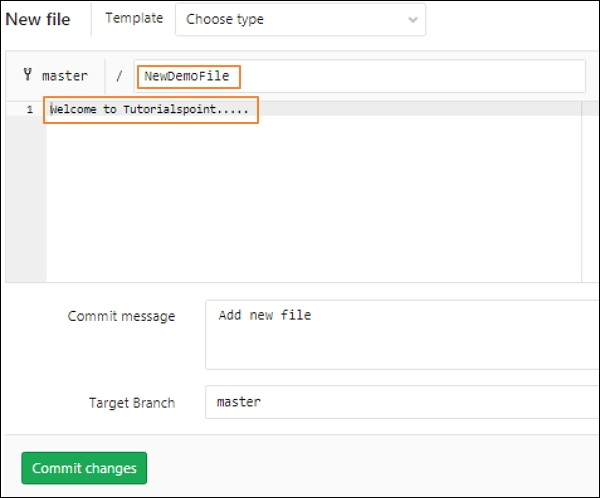 New file Template Choose type
master / NewDemoFile
1 Welcome to Tutorialspoint.....
Commit message Add new file
Target Branch master
Commit changes